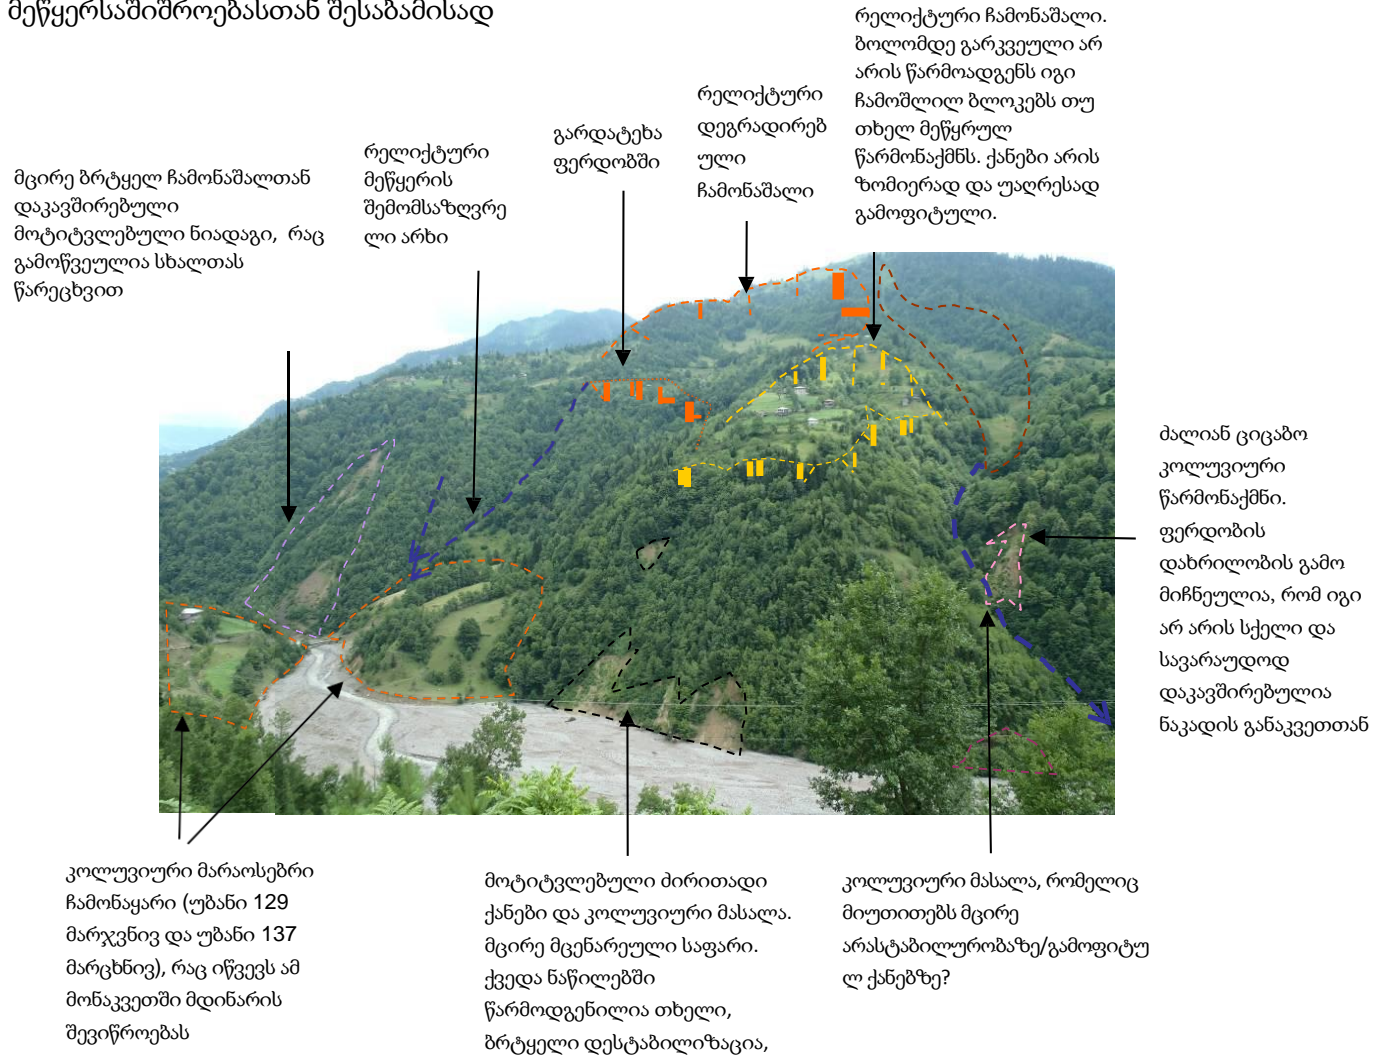 მეწყერსაშიშროებასთან შესაბამისად
რელიქტური ჩამონაშალი.
ბოლომდე გარკვეული არ
არის წარმოადგენს იგი
ჩამოშლილ ბლოკებს თუ
თხელ მეწყრულ
წარმონაქმნს. ქანები არის
ზომიერად და უაღრესად
გამოფიტული.
რელიქტური
დეგრადირებ
ული
ჩამონაშალი
გარდატეხა
ფერდობში
რელიქტური
მეწყერის
შემომსაზღვრე
ლი არხი
მცირე ბრტყელ ჩამონაშალთან
დაკავშირებული
მოტიტვლებული ნიადაგი, რაც
გამოწვეულია სხალთას
წარეცხვით
ძალიან ციცაბო
კოლუვიური
წარმონაქმნი.
ფერდობის
დახრილობის გამო
მიჩნეულია, რომ იგი
არ არის სქელი და
სავარაუდოდ
დაკავშირებულია
ნაკადის განაკვეთთან
კოლუვიური მარაოსებრი
ჩამონაყარი (უბანი 129
მარჯვნივ და უბანი 137
მარცხნივ), რაც იწვევს ამ
მონაკვეთში მდინარის
შევიწროებას
მოტიტვლებული ძირითადი
ქანები და კოლუვიური მასალა.
მცირე მცენარეული საფარი.
ქვედა ნაწილებში
წარმოდგენილია თხელი,
ბრტყელი დესტაბილიზაცია,
კოლუვიური მასალა, რომელიც
მიუთითებს მცირე
არასტაბილურობაზე/გამოფიტუ
ლ ქანებზე?